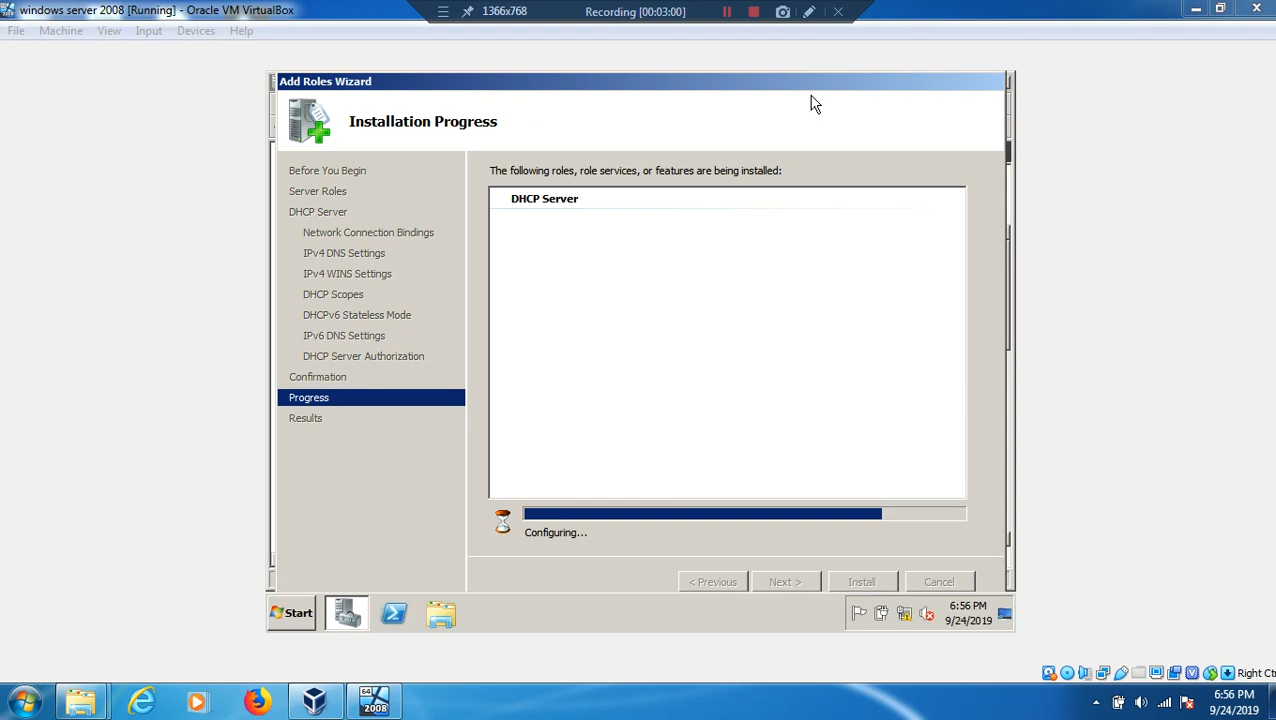 windows server 2008 [Running] - Oracle VM VirtualBox
1366x768
Recording [00:03:00]
File Machine View Input Devices Help
Add Roles Wizard
Installation Progress
Before You Begin
Server Roles
DHCP Server
Network Connection Bindings
IPv4 DNS Settings
IPv4 WINS Settings
DHCP Scopes
DHCPv6 Stateless Mode
IPv6 DNS Settings
DHCP Server Authorization
Confirmation
Progress
Results
The following roles, role services, or features are being installed:
DHCP Server
Configuring...
< Previous Next > Install Cancel
Start
6:56 PM
9/24/2019
Right Ct
64
2008
6:56 PM
9/24/2019